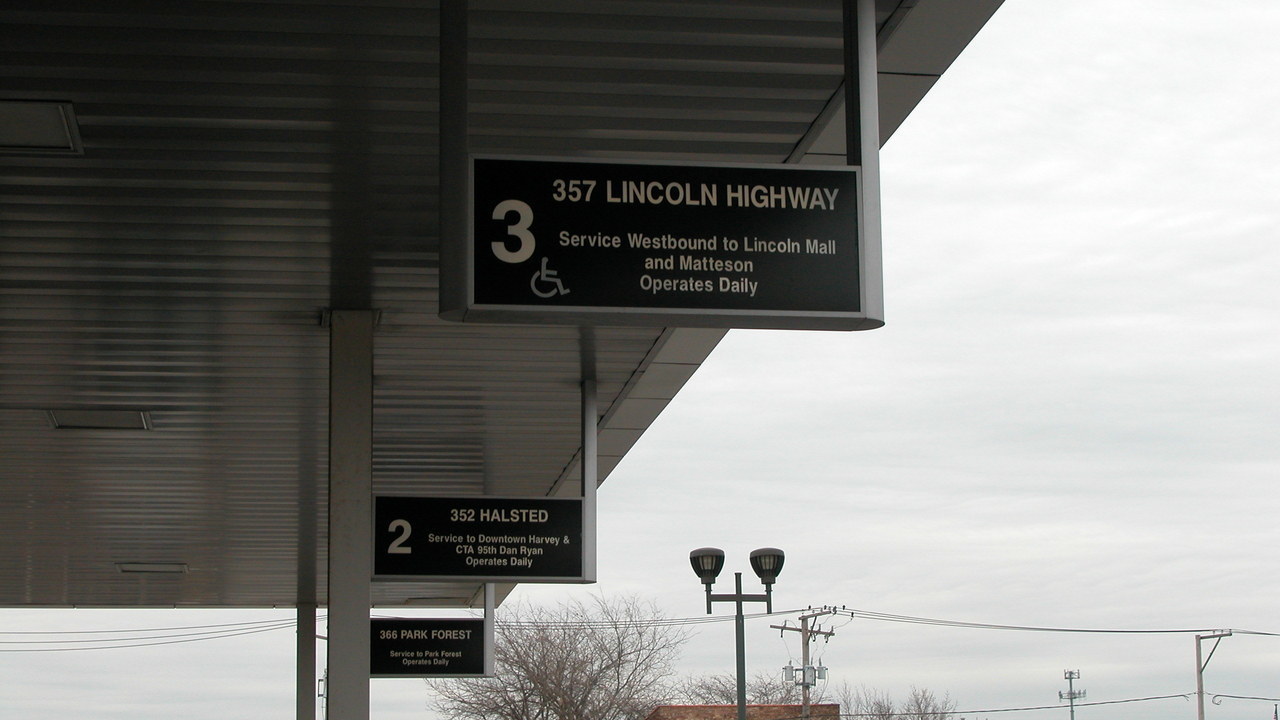 357 LINCOLN HIGHWAY
3
Service Westbound to Lincoln Mall
and Matteson
Operates Daily
352 HALSTED
2
Service to Downtown Harvey &
CTA 95th Dan Ryan
Operates Daily
366 PARK FOREST
Service to Park Forest
Operates Daily